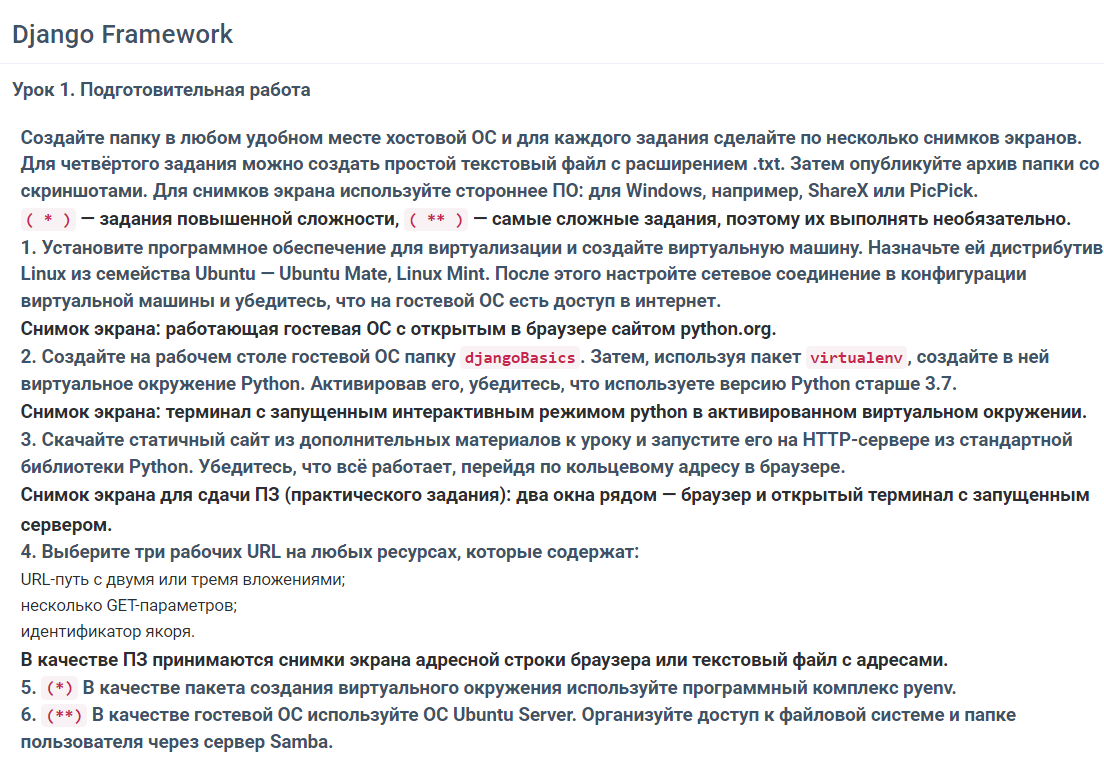 Django Framework
Урок 1. Подготовительная работа
Создайте папку в любом удобном месте хостовой ОС и для каждого задания сделайте по несколько снимков экранов.
Для четвёртого задания можно создать простой текстовый файл с расширением .txt. Затем опубликуйте архив папки со
скриншотами. Для снимков экрана используйте стороннее ПО: для Windows, например, ShareX или PicPick.
( * ) — задания повышенной сложности, ( ** ) — самые сложные задания, поэтому их выполнять необязательно.
1. Установите программное обеспечение для виртуализации и создайте виртуальную машину. Назначьте ей дистрибутив
Linux из семейства Ubuntu — Ubuntu Mate, Linux Mint. После этого настройте сетевое соединение в конфигурации
виртуальной машины и убедитесь, что на гостевой ОС есть доступ в интернет.
Снимок экрана: работающая гостевая ОС с открытым в браузере сайтом python.org.
2. Создайте на рабочем столе гостевой ОС папку djangoBasics. Затем, используя пакет virtualenv, создайте в ней
виртуальное окружение Python. Активировав его, убедитесь, что используете версию Python старше 3.7.
Снимок экрана: терминал с запущенным интерактивным режимом python в активированном виртуальном окружении.
3. Скачайте статичный сайт из дополнительных материалов к уроку и запустите его на HTTP-сервере из стандартной
библиотеки Python. Убедитесь, что всё работает, перейдя по кольцевому адресу в браузере.
Снимок экрана для сдачи ПЗ (практического задания): два окна рядом — браузер и открытый терминал с запущенным
сервером.
4. Выберите три рабочих URL на любых ресурсах, которые содержат:
URL-путь с двумя или тремя вложениями;
несколько GET-параметров;
идентификатор якоря.
В качестве ПЗ принимаются снимки экрана адресной строки браузера или текстовый файл с адресами.
5. (*) В качестве пакета создания виртуального окружения используйте программный комплекс pyenv.
6. (**) В качестве гостевой ОС используйте ОС Ubuntu Server. Организуйте доступ к файловой системе и папке
пользователя через сервер Samba.